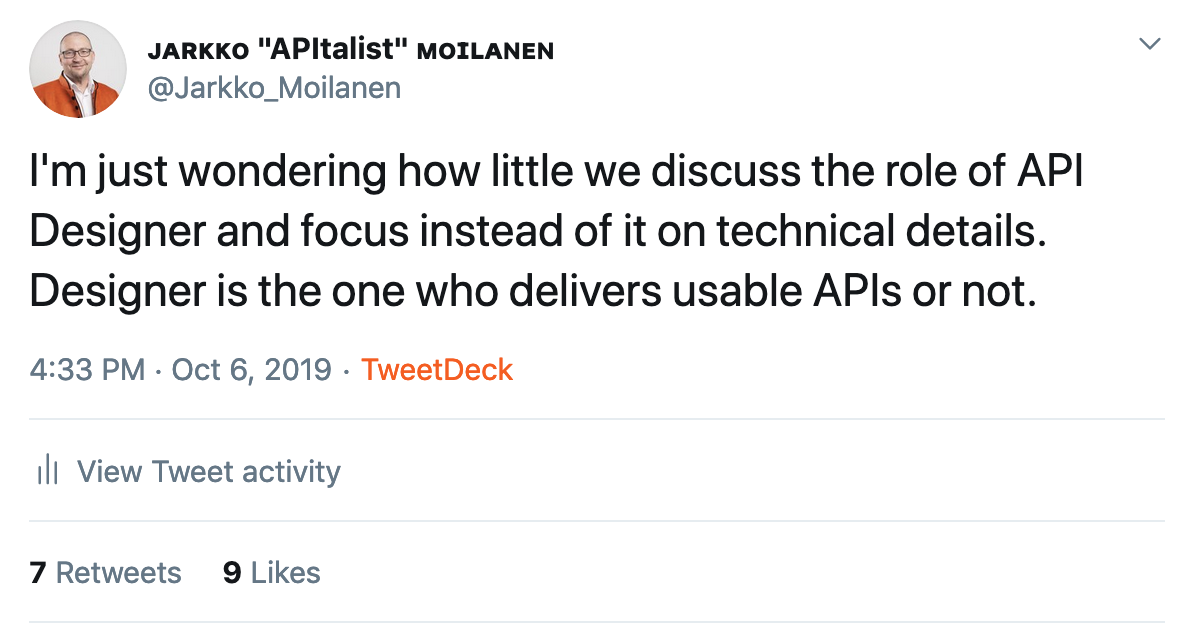 ᴊᴀʀᴋᴋᴏ "APItalist" ᴍᴏɪʟᴀɴᴇɴ
@Jarkko_Moilanen
I'm just wondering how little we discuss the role of API
Designer and focus instead of it on technical details.
Designer is the one who delivers usable APIs or not.
4:33 PM · Oct 6, 2019 · TweetDeck
View Tweet activity
7 Retweets 9 Likes